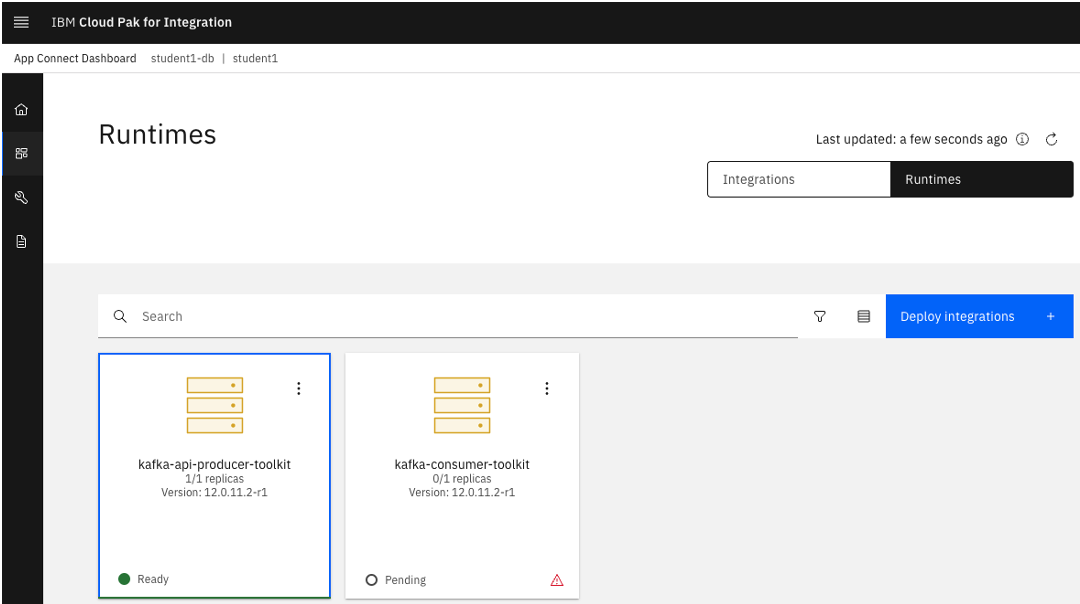 IBM Cloud Pak for Integration
App Connect Dashboard student1-db | student1
Runtimes
Last updated: a few seconds ago
Integrations Runtimes
Search Deploy integrations +
kafka-api-producer-toolkit
1/1 replicas
Version: 12.0.11.2-r1
Ready
kafka-consumer-toolkit
0/1 replicas
Version: 12.0.11.2-r1
Pending